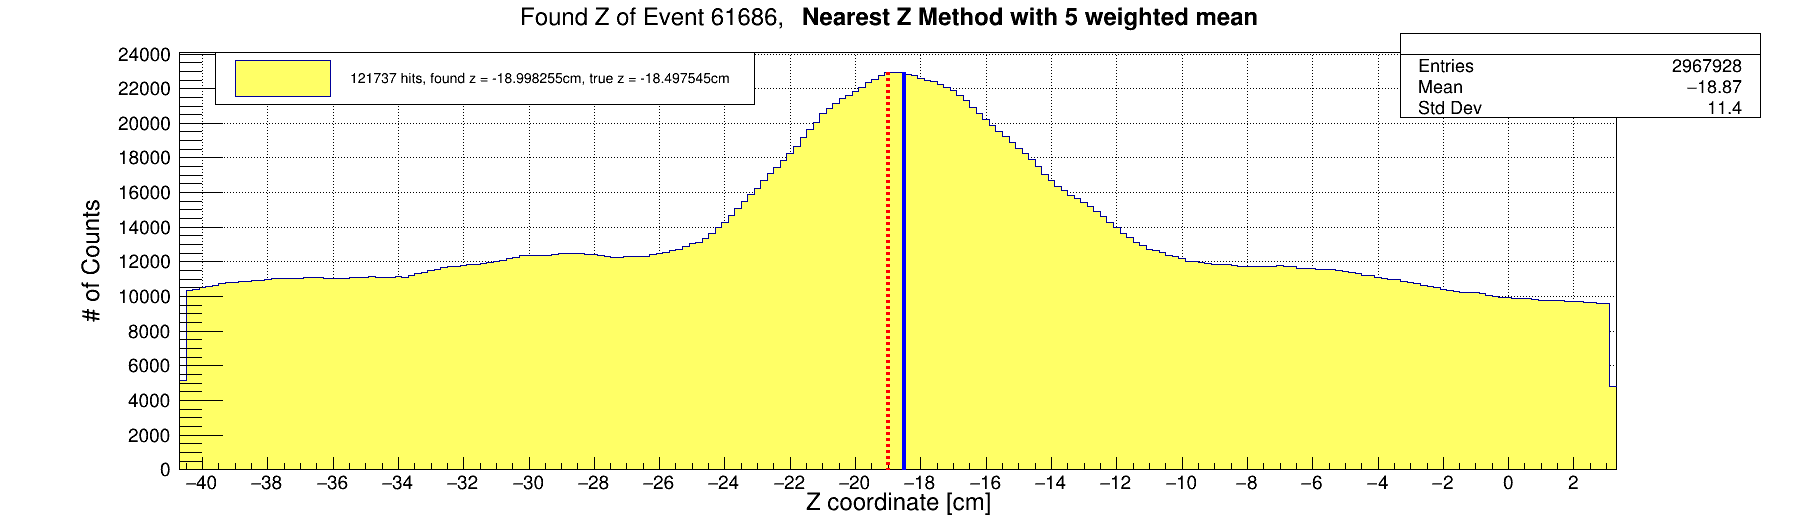 Found Z of Event 61686, Nearest Z Method with 5 weighted mean
121737 hits, found z = -18.998255cm, true z = -18.497545cm
Entries 2967928
Mean −18.87
Std Dev 11.4
# of Counts
24000
22000
20000
18000
16000
14000
12000
10000
8000
6000
4000
2000
0
−40 −38 −36 −34 −32 −30 −28 −26 −24 −22 −20 −18 −16 −14 −12 −10 −8 −6 −4 −2 0 2
Z coordinate [cm]